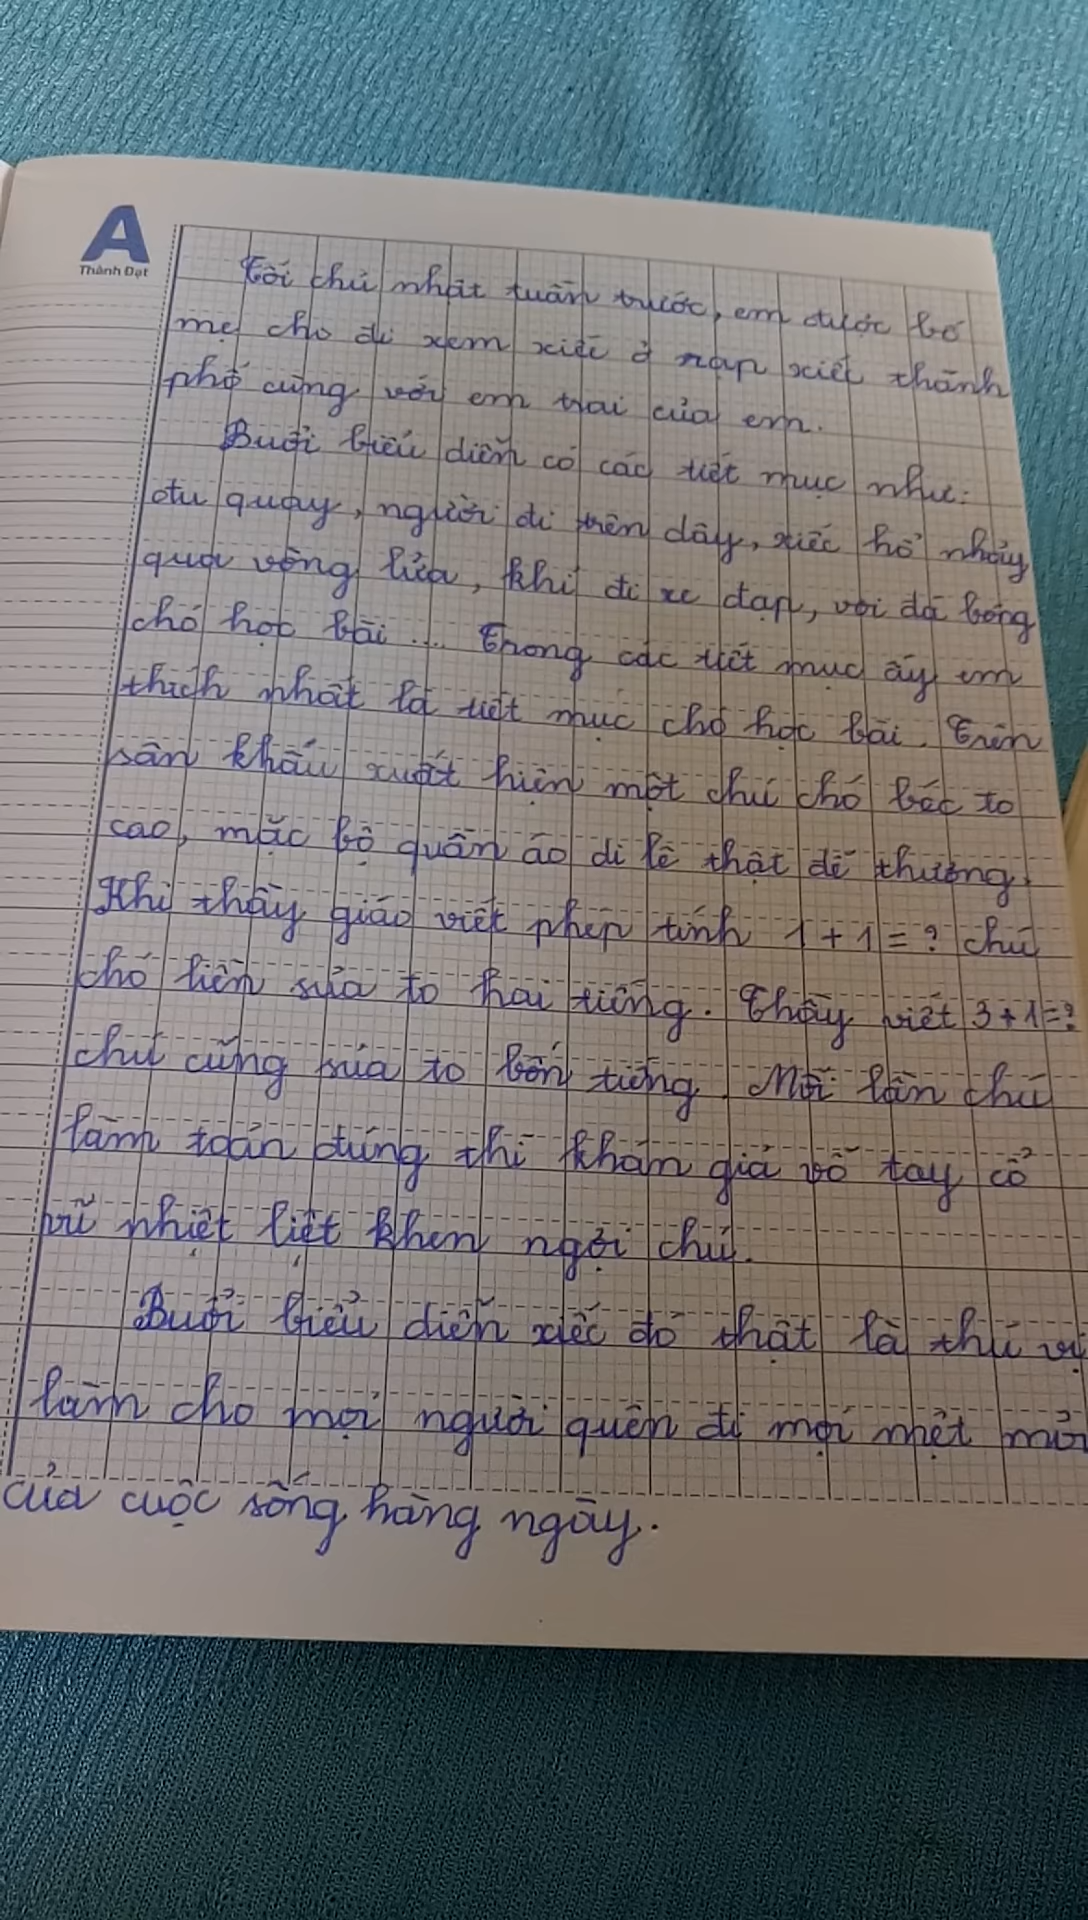 A
Thành Đạt
Tối chủ nhật tuần trước, em được bố
mẹ cho đi xem xiếc ở rạp xiếc thành
phố cùng với em trai của em.
Buổi biểu diễn có các tiết mục như:
đu quay, người đi trên dây, xiếc hổ nhảy
qua vòng lửa, khỉ đi xe đạp, voi đá bóng
chó học bài ... Trong các tiết mục ấy em
thích nhất là tiết mục chó học bài. Trên
sân khấu xuất hiện một chú chó béc to
cao, mặc bộ quần áo đi lê thật dễ thương.
Khi thầy giáo viết phép tính 1 + 1 = ? chú
chó liền sủa to hai tiếng. Thầy viết 3 + 1 = ?
chú cũng sủa to bốn tiếng. Mỗi lần chú
làm toán đúng thì khán giả vỗ tay cổ
vũ nhiệt liệt khen ngợi chú.
Buổi biểu diễn xiếc đó thật là thú vị
làm cho mọi người quên đi mọi mệt mỏi
của cuộc sống hàng ngày.